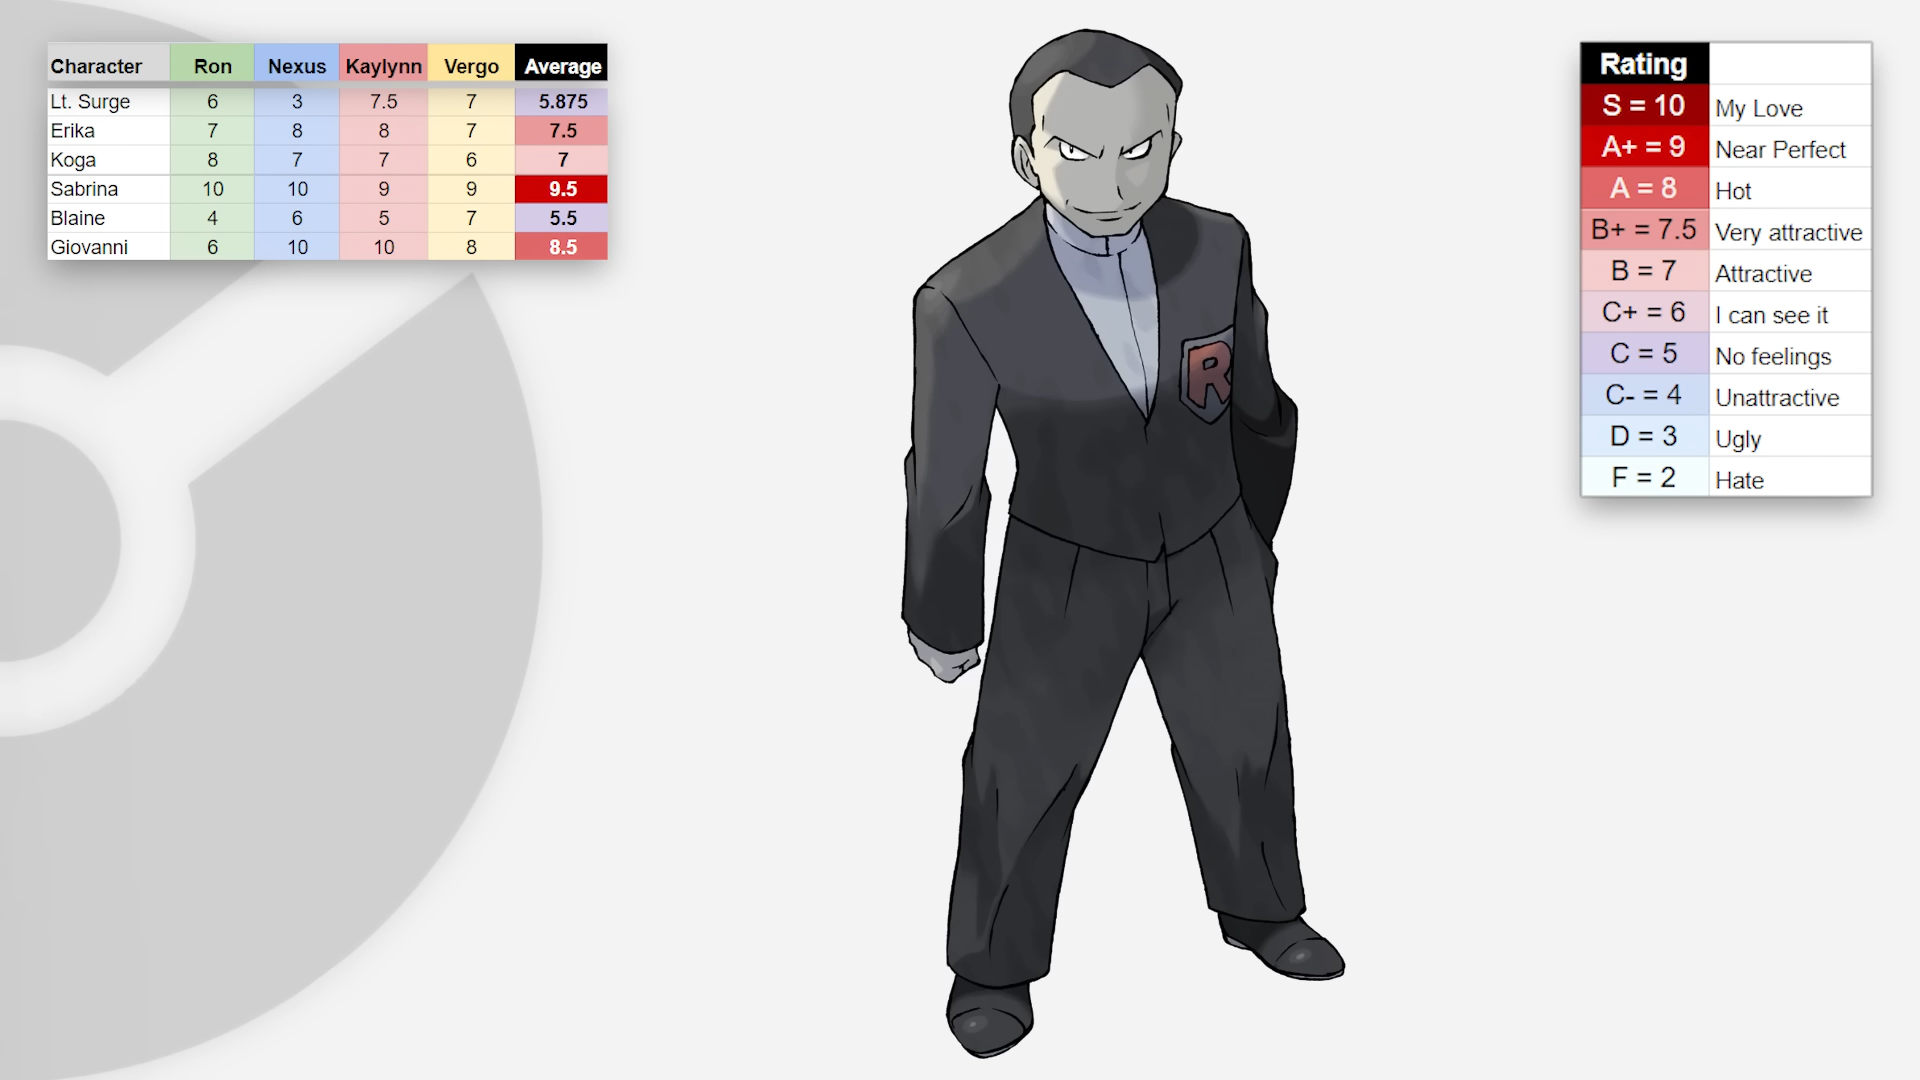 Character Ron Nexus Kaylynn Vergo Average
Lt. Surge 6 3 7.5 7 5.875
Erika 7 8 8 7 7.5
Koga 8 7 7 6 7
Sabrina 10 10 9 9 9.5
Blaine 4 6 5 7 5.5
Giovanni 6 10 10 8 8.5
R
Rating
S = 10 My Love
A+ = 9 Near Perfect
A = 8 Hot
B+ = 7.5 Very attractive
B = 7 Attractive
C+ = 6 I can see it
C = 5 No feelings
C- = 4 Unattractive
D = 3 Ugly
F = 2 Hate